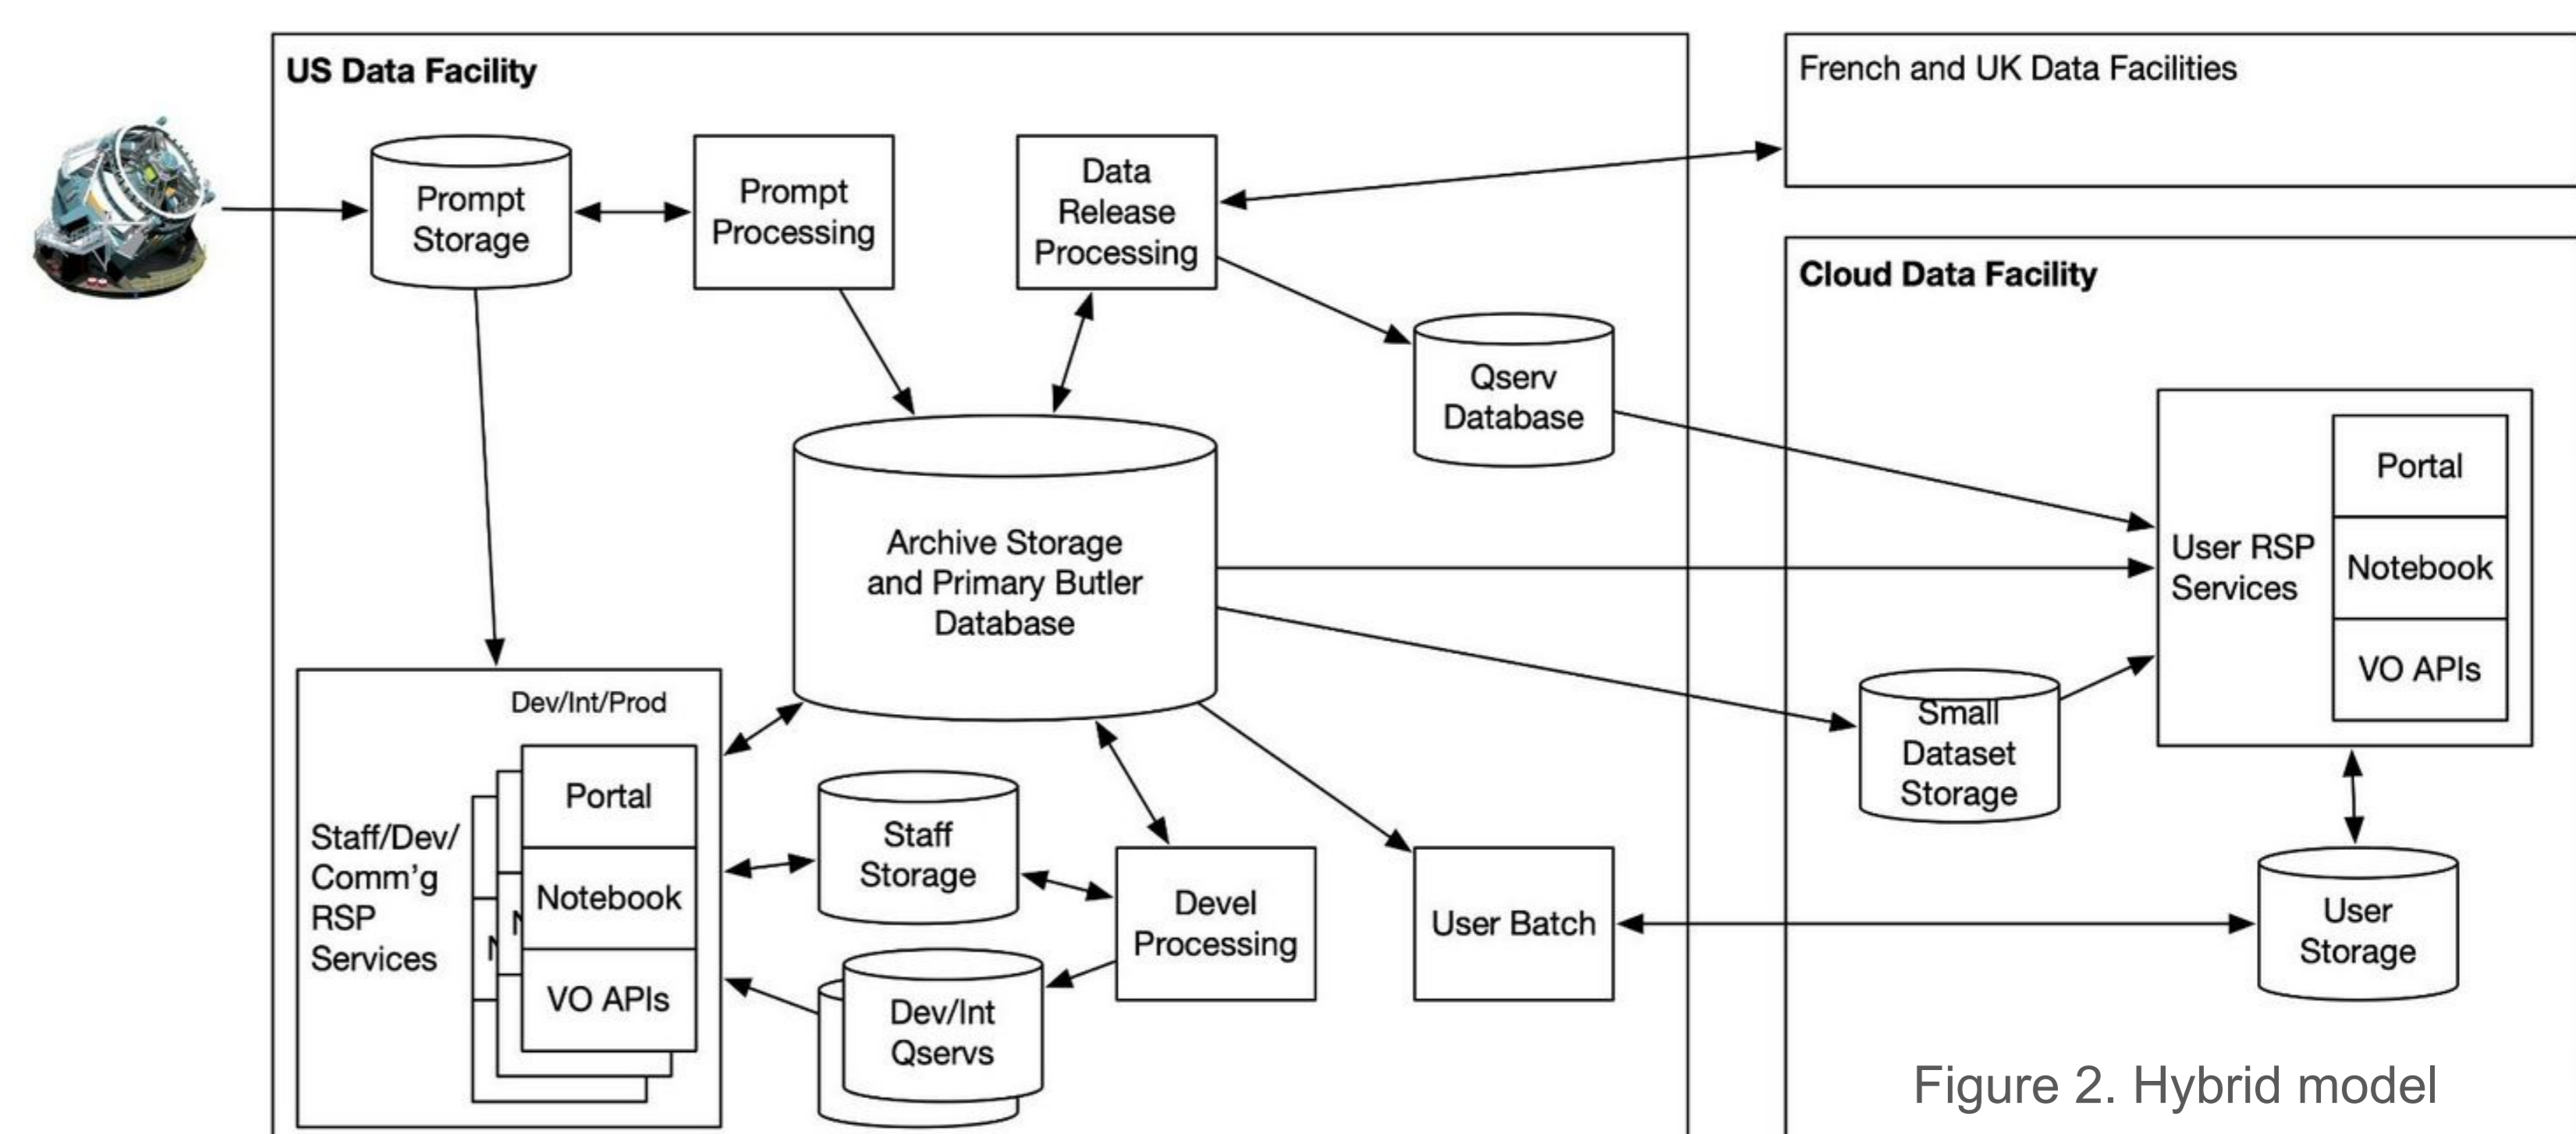 US Data Facility
French and UK Data Facilities
Prompt
Storage
Prompt
Processing
Data
Release
Processing
Cloud Data Facility
Qserv
Database
Archive Storage
and Primary Butler
Database
User RSP
Services
Portal
Notebook
VO APIs
Small
Dataset
Storage
Dev/Int/Prod
Staff/Dev/
Comm'g
RSP
Services
Portal
Notebook
VO APIs
N
N
Staff
Storage
Devel
Processing
User Batch
User
Storage
Dev/Int
Qservs
Figure 2. Hybrid model